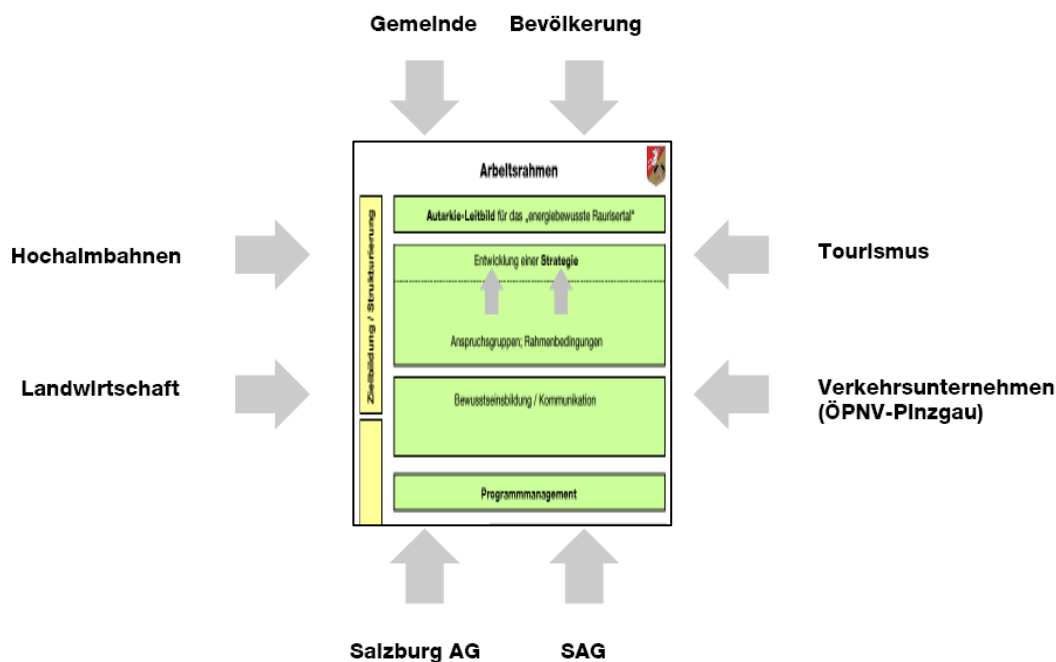 Gemeinde Bevölkerung
Arbeitsrahmen
Autarkie-Leitbild für das „energiebewusste Raurisertal"
Hochalmbahnen
Tourismus
Zielbildung / Strukturierung
Entwicklung einer Strategie
Anspruchsgruppen; Rahmenbedingungen
Landwirtschaft
Verkehrsunternehmen
(ÖPNV-Pinzgau)
Bewusstseinsbildung / Kommunikation
Programmmanagement
Salzburg AG SAG